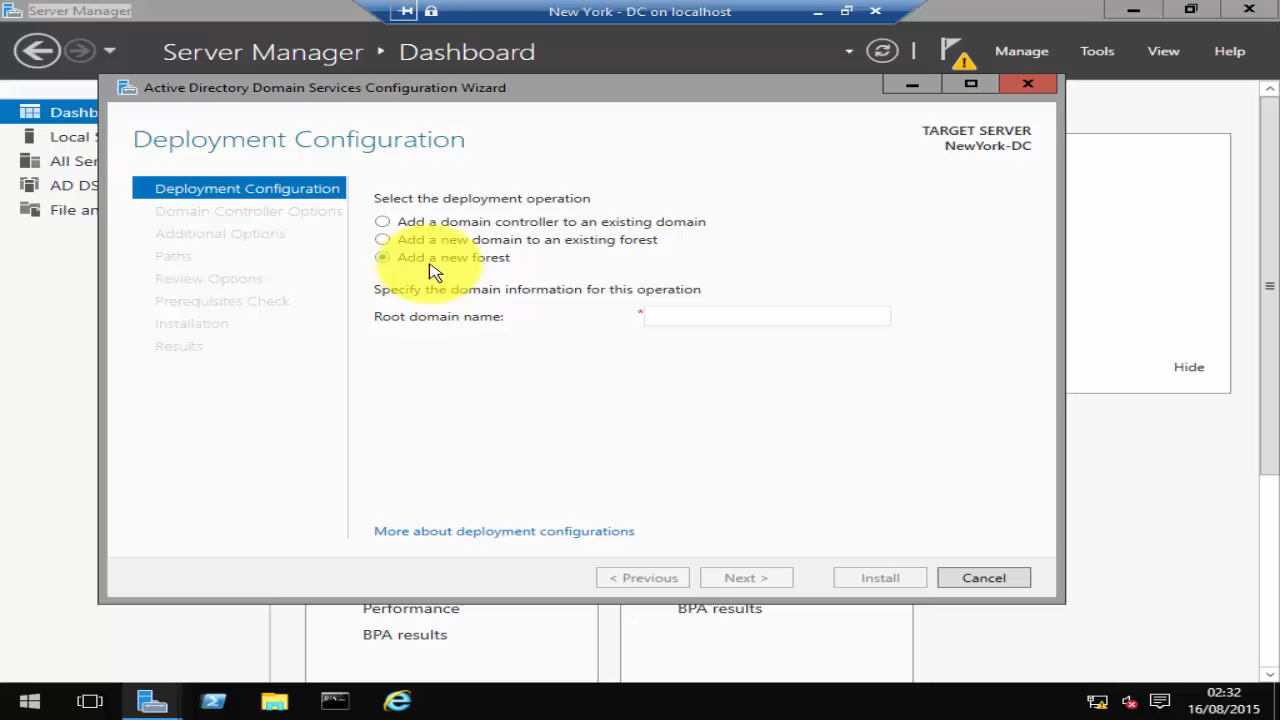 Server Manager
New York - DC on localhost
Server Manager ‣ Dashboard
Manage
Tools
View
Help
Active Directory Domain Services Configuration Wizard
Dashb
Local S
All Ser
AD DS
File an
Deployment Configuration
TARGET SERVER
NewYork-DC
Deployment Configuration
Domain Controller Options
Additional Options
Paths
Review Options
Prerequisites Check
Installation
Results
Select the deployment operation
Add a domain controller to an existing domain
Add a new domain to an existing forest
Add a new forest
Specify the domain information for this operation
Root domain name:
*
More about deployment configurations
< Previous
Next >
Install
Cancel
Hide
Performance
BPA results
BPA results
02:32
16/08/2015